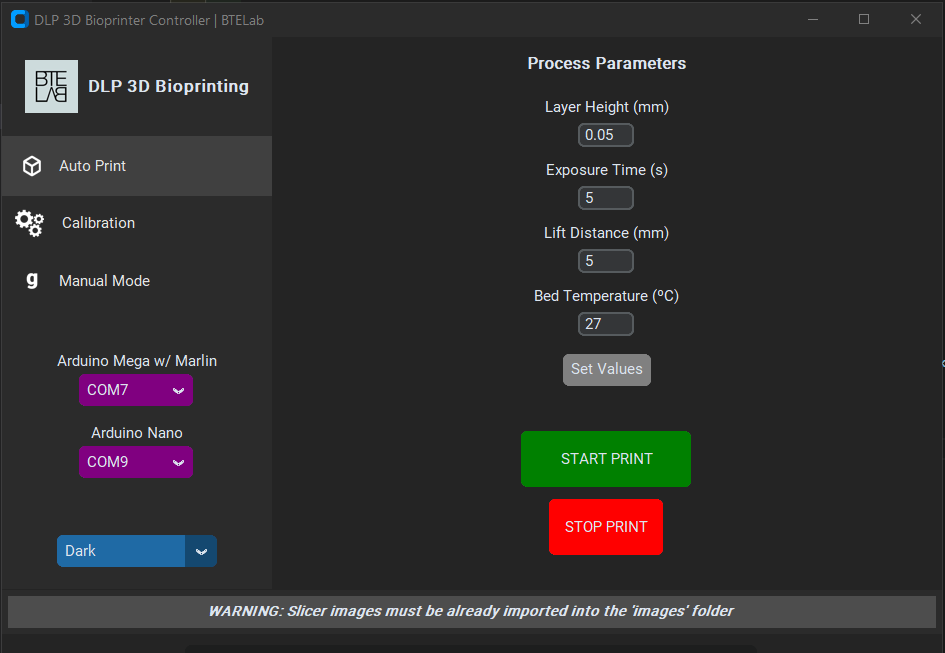 DLP 3D Bioprinter Controller | BTELab
BTE
LAB
DLP 3D Bioprinting
Auto Print
Calibration
g
Manual Mode
Arduino Mega w/ Marlin
COM7
Arduino Nano
COM9
Dark
Process Parameters
Layer Height (mm)
0.05
Exposure Time (s)
5
Lift Distance (mm)
5
Bed Temperature (ºC)
27
Set Values
START PRINT
STOP PRINT
WARNING: Slicer images must be already imported into the 'images' folder